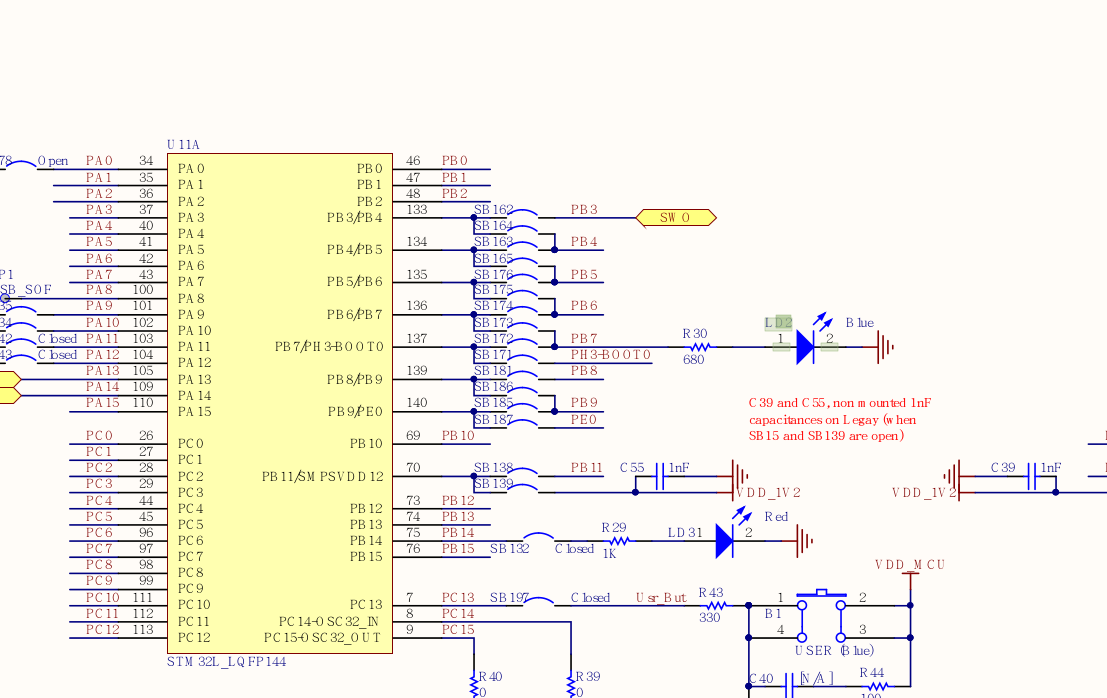 U11A
78 Open PA0 34 PA0 PB0 46 PB0
PA1 35 PA1 PB1 47 PB1
PA2 36 PA2 PB2 48 PB2
PA3 37 PA3 PB3/PB4 133 SB162 PB3 SWO
PA4 40 PA4 SB164
PA5 41 PA5 PB4/PB5 134 SB163 PB4
PA6 42 PA6 SB165
P1 PA7 43 PA7 PB5/PB6 135 SB176 PB5
SB_SOF PA8 100 PA8 SB175
35 PA9 101 PA9 PB6/PB7 136 SB174 PB6
34 PA10 102 PA10 SB173 LD2 Blue
42 Closed PA11 103 PA11 PB7/PH3-BOOT0 137 SB172 PB7 R30 680 1 2
43 Closed PA12 104 PA12 SB171 PH3-BOOT0
PA13 105 PA13 PB8/PB9 139 SB181 PB8
PA14 109 PA14 SB186
PA15 110 PA15 PB9/PE0 140 SB185 PB9
SB187 PE0
C39 and C55, non mounted 1nF
capacitances on Legay (when
SB15 and SB139 are open)
PC0 26 PC0 PB10 69 PB10
PC1 27 PC1
PC2 28 PC2 PB11/SMPSVDD12 70 SB138 PB11 C55 1nF C39 1nF
PC3 29 PC3 SB139 VDD_1V2 VDD_1V2
PC4 44 PC4 PB12 73 PB12
PC5 45 PC5 PB13 74 PB13 Red
PC6 96 PC6 PB14 75 PB14 SB132 Closed R29 1K LD31 2
PC7 97 PC7 PB15 76 PB15
PC8 98 PC8 VDD_MCU
PC9 99 PC9
PC10 111 PC10 PC13 7 PC13 SB197 Closed Usr_But R43 330 1 B1 2
PC11 112 PC11 PC14-OSC32_IN 8 PC14
PC12 113 PC12 PC15-OSC32_OUT 9 PC15 4 3
USER (Blue)
STM32L_LQFP144
R40 0 R39 0 C40 [N/A] R44 100